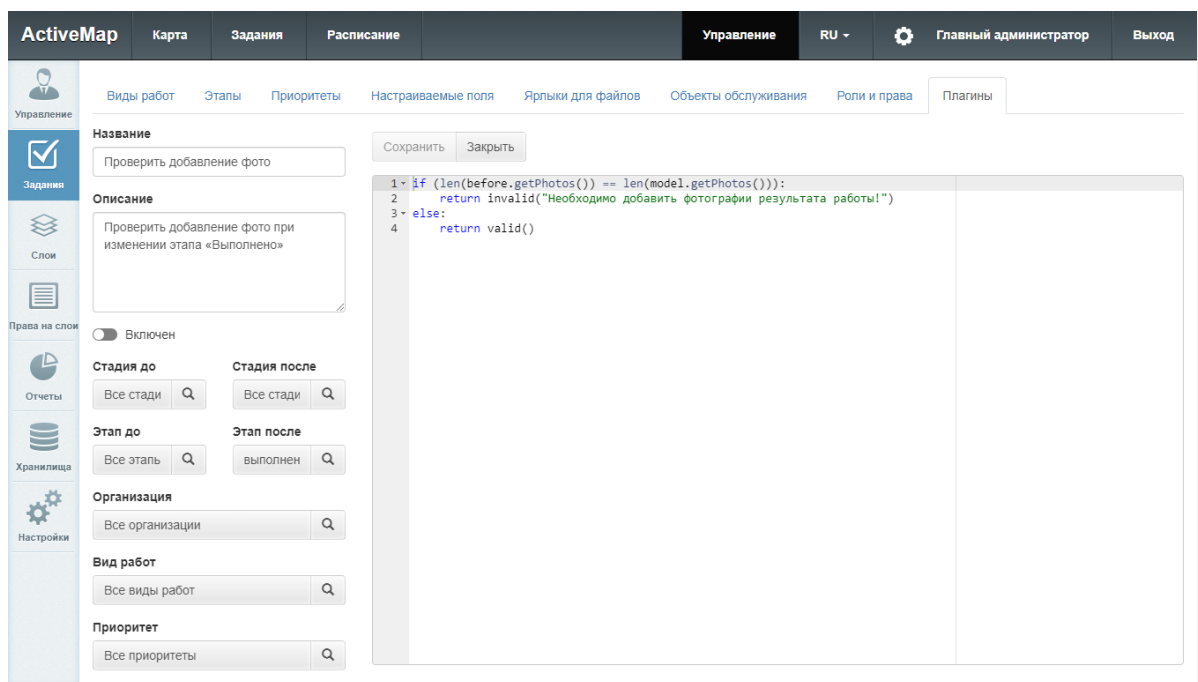 ActiveMap Карта Задания Расписание Управление RU Главный администратор Выход
Управление
Задания
Слои
Права на слои
Отчеты
Хранилища
Настройки
Виды работ Этапы Приоритеты Настраиваемые поля Ярлыки для файлов Объекты обслуживания Роли и права Плагины
Название
Проверить добавление фото
Описание
Проверить добавление фото при
изменении этапа «Выполнено»
Включен
Стадия до Стадия после
Все стади Все стади
Этап до Этап после
Все этапь выполнен
Организация
Все организации
Вид работ
Все виды работ
Приоритет
Все приоритеты
Сохранить Закрыть
1 if (len(before.getPhotos()) == len(model.getPhotos())):
2 return invalid("Необходимо добавить фотографии результата работы!")
3 else:
4 return valid()